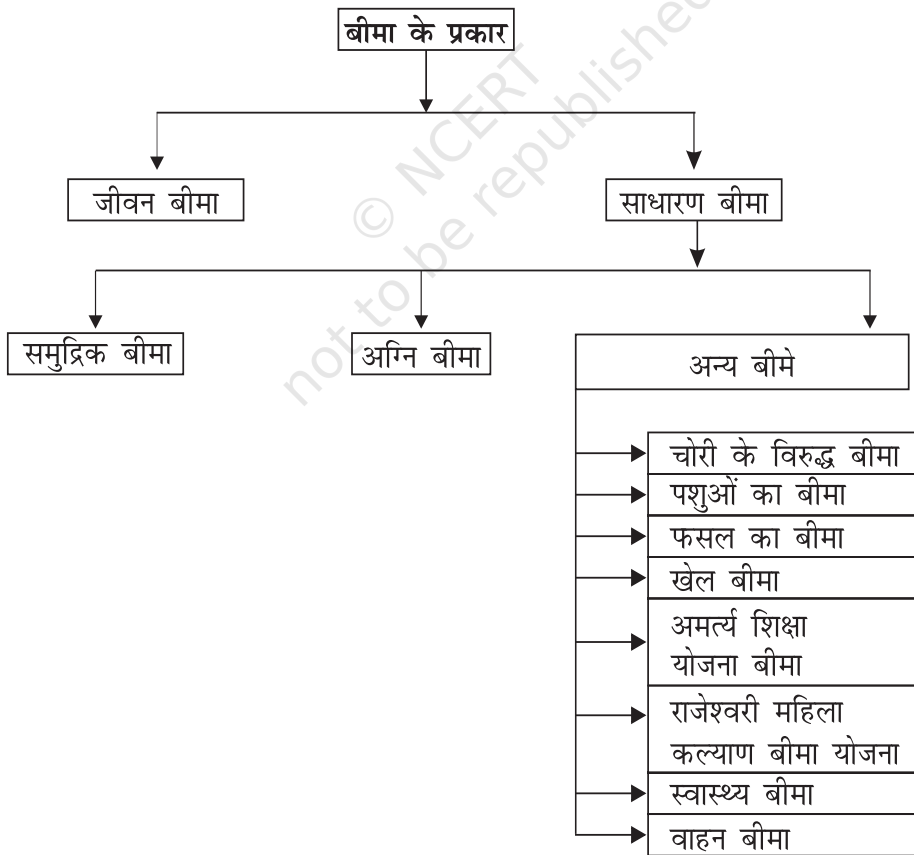 बीमा के प्रकार
© NCERT
not to be republished
जीवन बीमा
साधारण बीमा
समुद्रिक बीमा
अग्नि बीमा
अन्य बीमे
चोरी के विरुद्ध बीमा
पशुओं का बीमा
फसल का बीमा
खेल बीमा
अमर्त्य शिक्षा
योजना बीमा
राजेश्वरी महिला
कल्याण बीमा योजना
स्वास्थ्य बीमा
वाहन बीमा